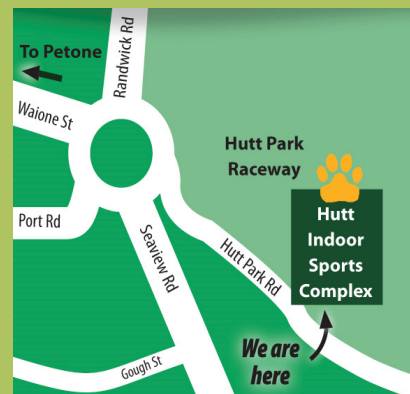 To Petone
Randwick Rd
Waione St
Hutt Park
Raceway
Port Rd
Seaview Rd
Hutt Park Rd
Hutt
Indoor
Sports
Complex
Gough St
We are
here